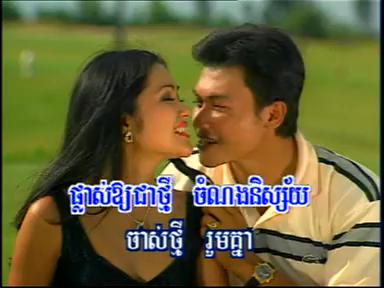 ផ្លាស់ឱ្យជាថ្មី ចំណងនិស្ស័យ
ចាស់ថ្មី រួមគ្នា